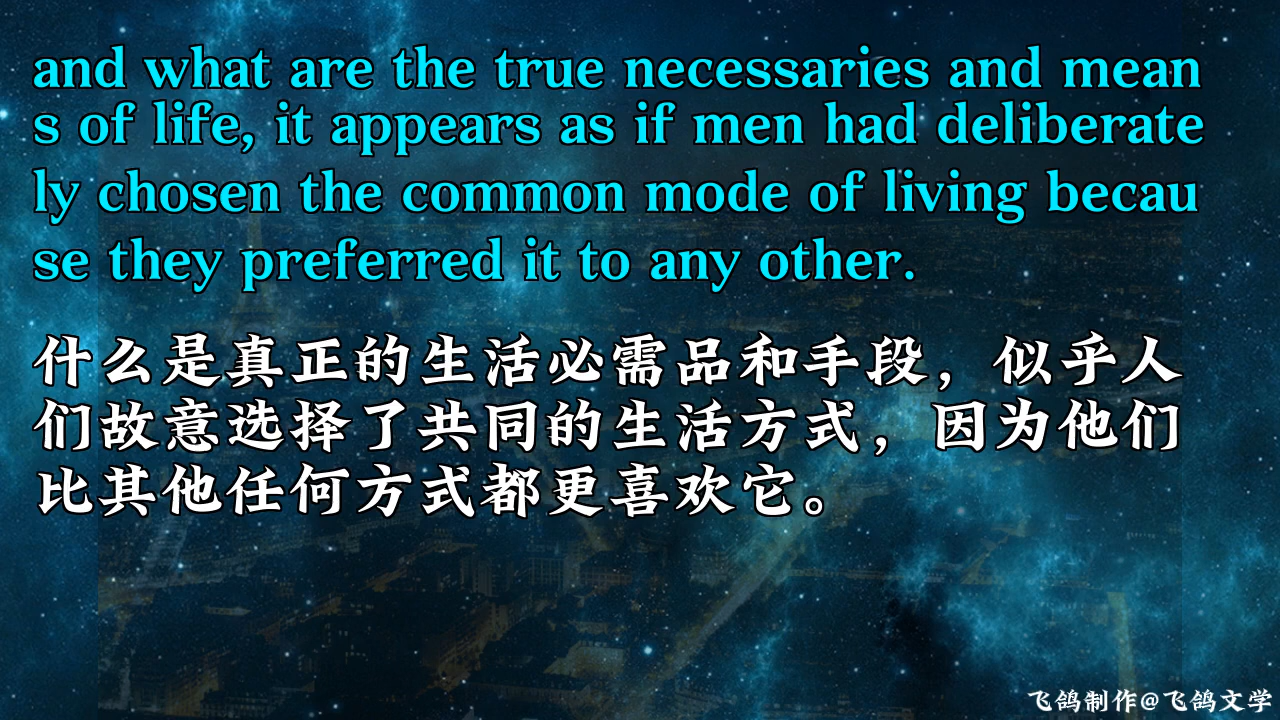 and what are the true necessaries and mean
s of life, it appears as if men had deliberate
ly chosen the common mode of living becau
se they preferred it to any other.
什么是真正的生活必需品和手段，似乎人
们故意选择了共同的生活方式，因为他们
比其他任何方式都更喜欢它。
飞鸽制作@飞鸽文学